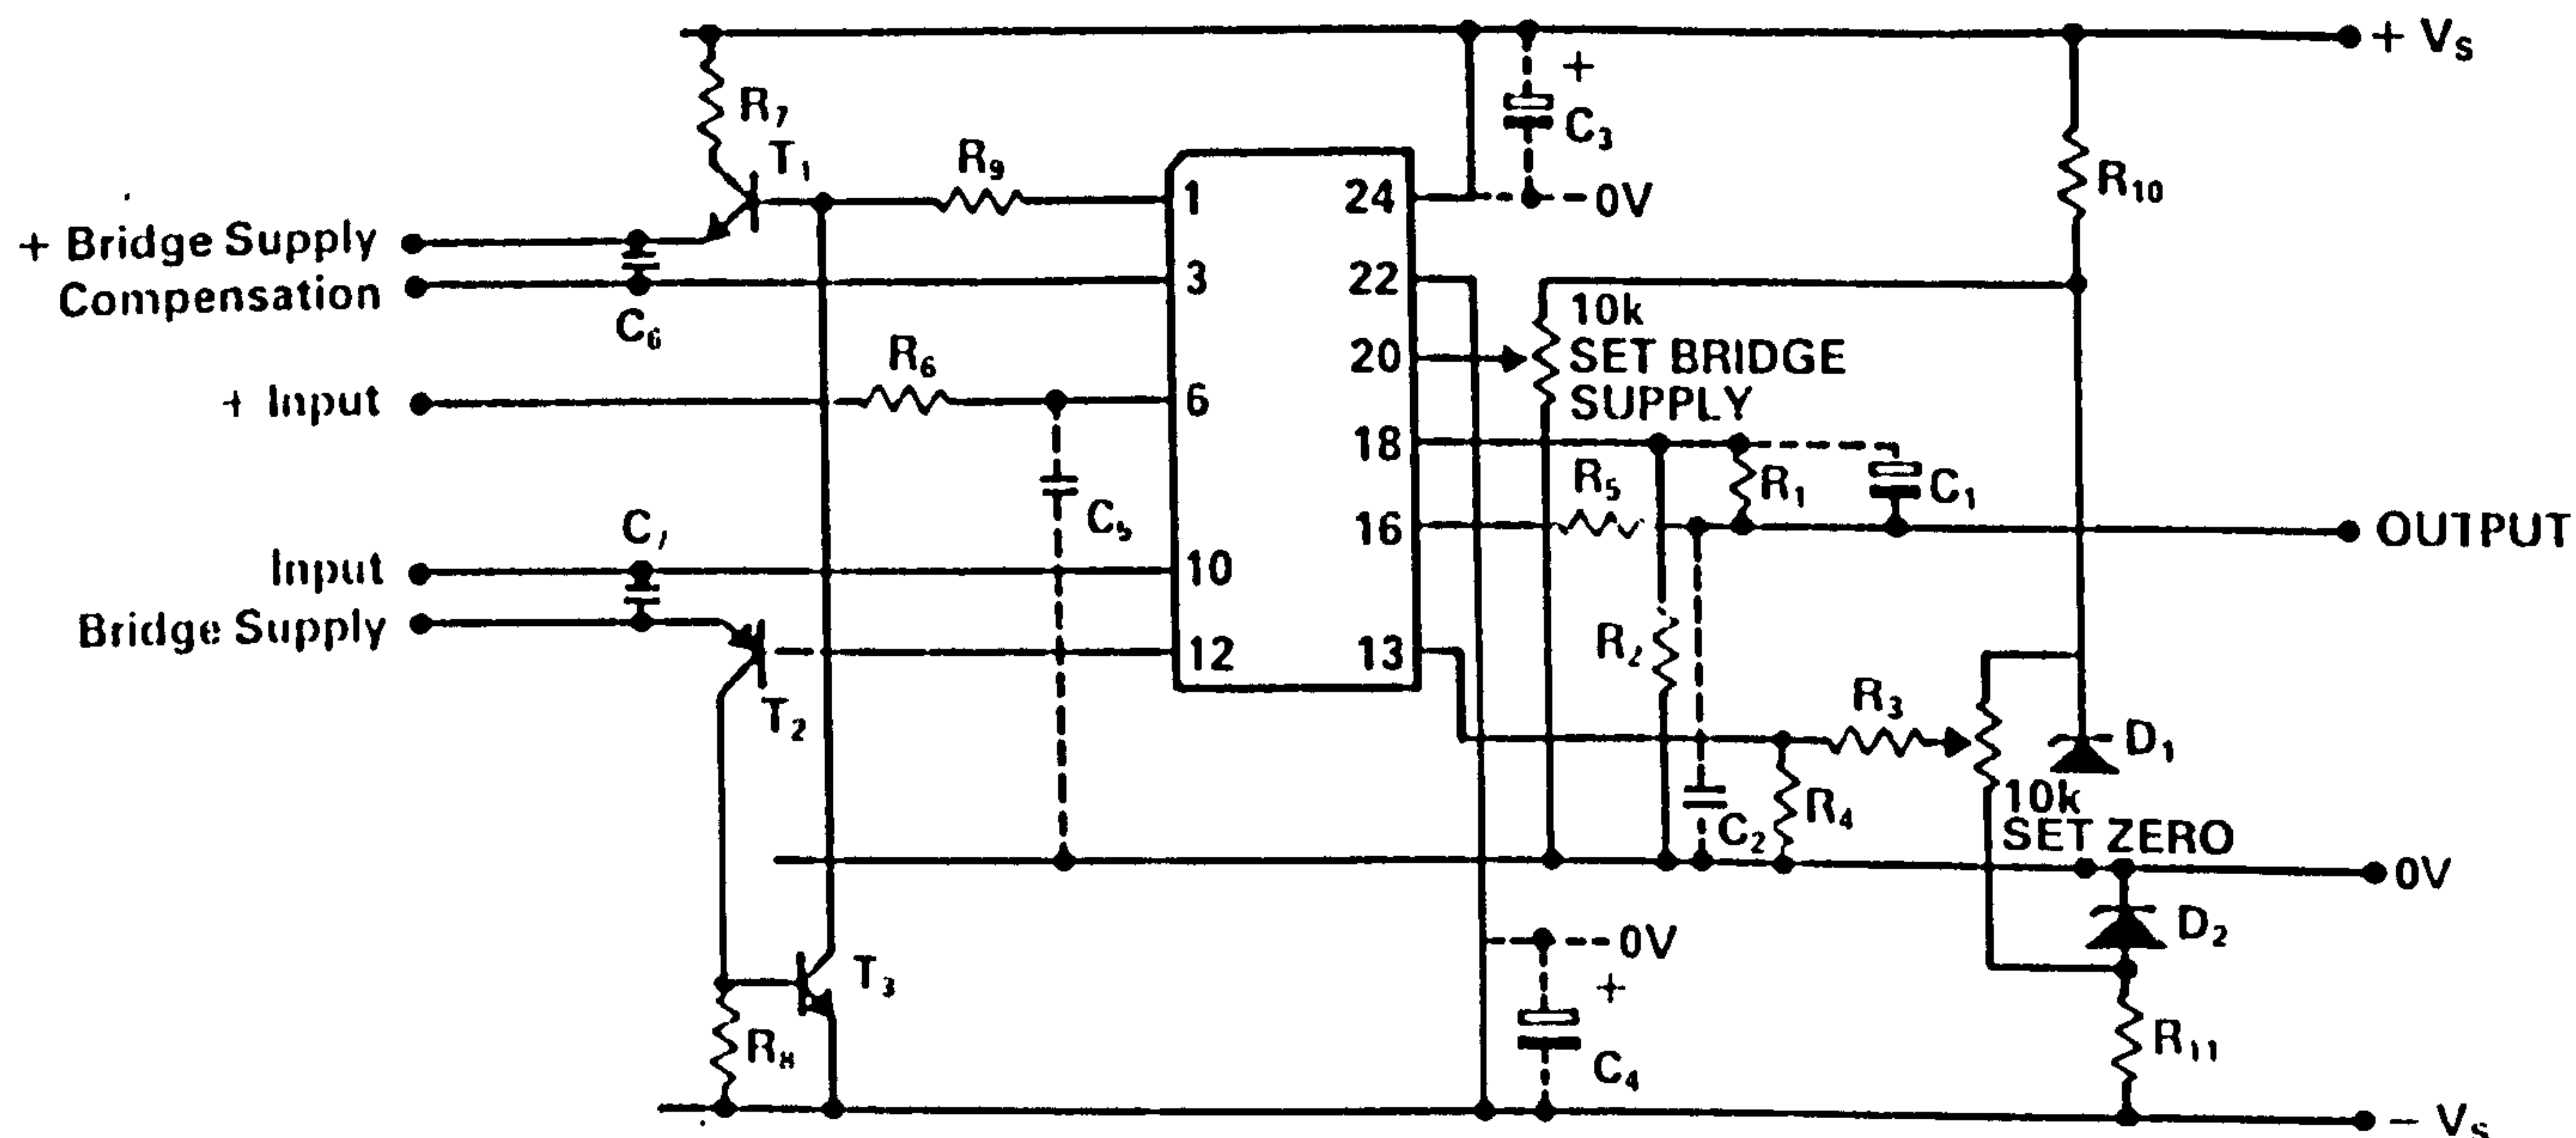 + Vs
R7
T1
R9
C3
+
+ Bridge Supply
Compensation
C6
1
3
6
10
12
24
22
20
18
16
13
0V
R10
10k
SET BRIDGE
SUPPLY
R6
+ Input
C5
R5
R1
C1
OUTPUT
Input
Bridge Supply
T2
R2
R3
D1
10k
SET ZERO
C2
R4
0V
D2
T3
0V
+
R8
C4
R11
- Vs